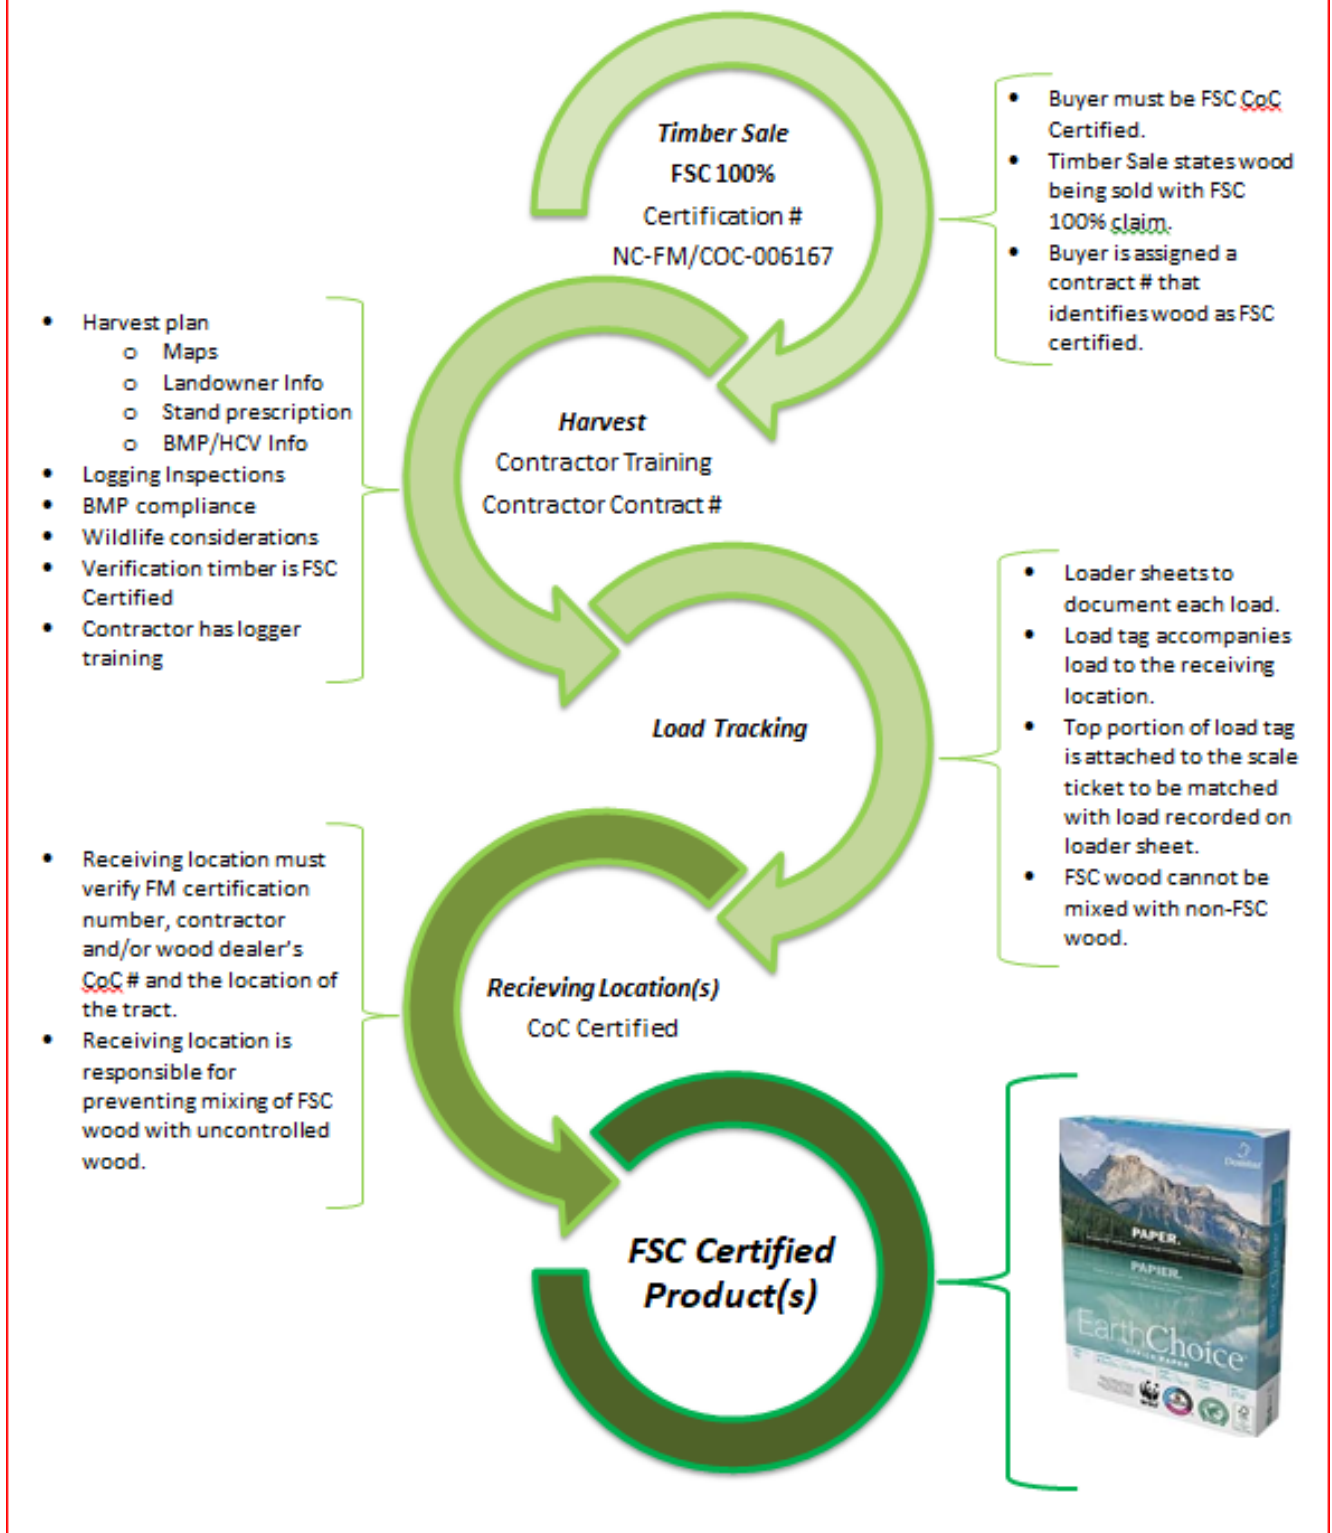 Timber Sale
FSC 100%
Certification #
NC-FM/COC-006167
• Buyer must be FSC CoC
Certified.
• Timber Sale states wood
being sold with FSC
100% claim.
• Buyer is assigned a
contract # that
identifies wood as FSC
certified.
• Harvest plan
o Maps
o Landowner Info
o Stand prescription
o BMP/HCV Info
• Logging Inspections
• BMP compliance
• Wildlife considerations
• Verification timber is FSC
Certified
• Contractor has logger
training
Harvest
Contractor Training
Contractor Contract #
Load Tracking
• Loader sheets to
document each load.
• Load tag accompanies
load to the receiving
location.
• Top portion of load tag
is attached to the scale
ticket to be matched
with load recorded on
loader sheet.
• FSC wood cannot be
mixed with non-FSC
wood.
• Receiving location must
verify FM certification
number, contractor
and/or wood dealer's
CoC # and the location of
the tract.
• Receiving location is
responsible for
preventing mixing of FSC
wood with uncontrolled
wood.
Recieving Location(s)
CoC Certified
FSC Certified
Product(s)
Domtar
PAPER.
PAPIER.
EarthChoice
OFFICE PAPER
WWF